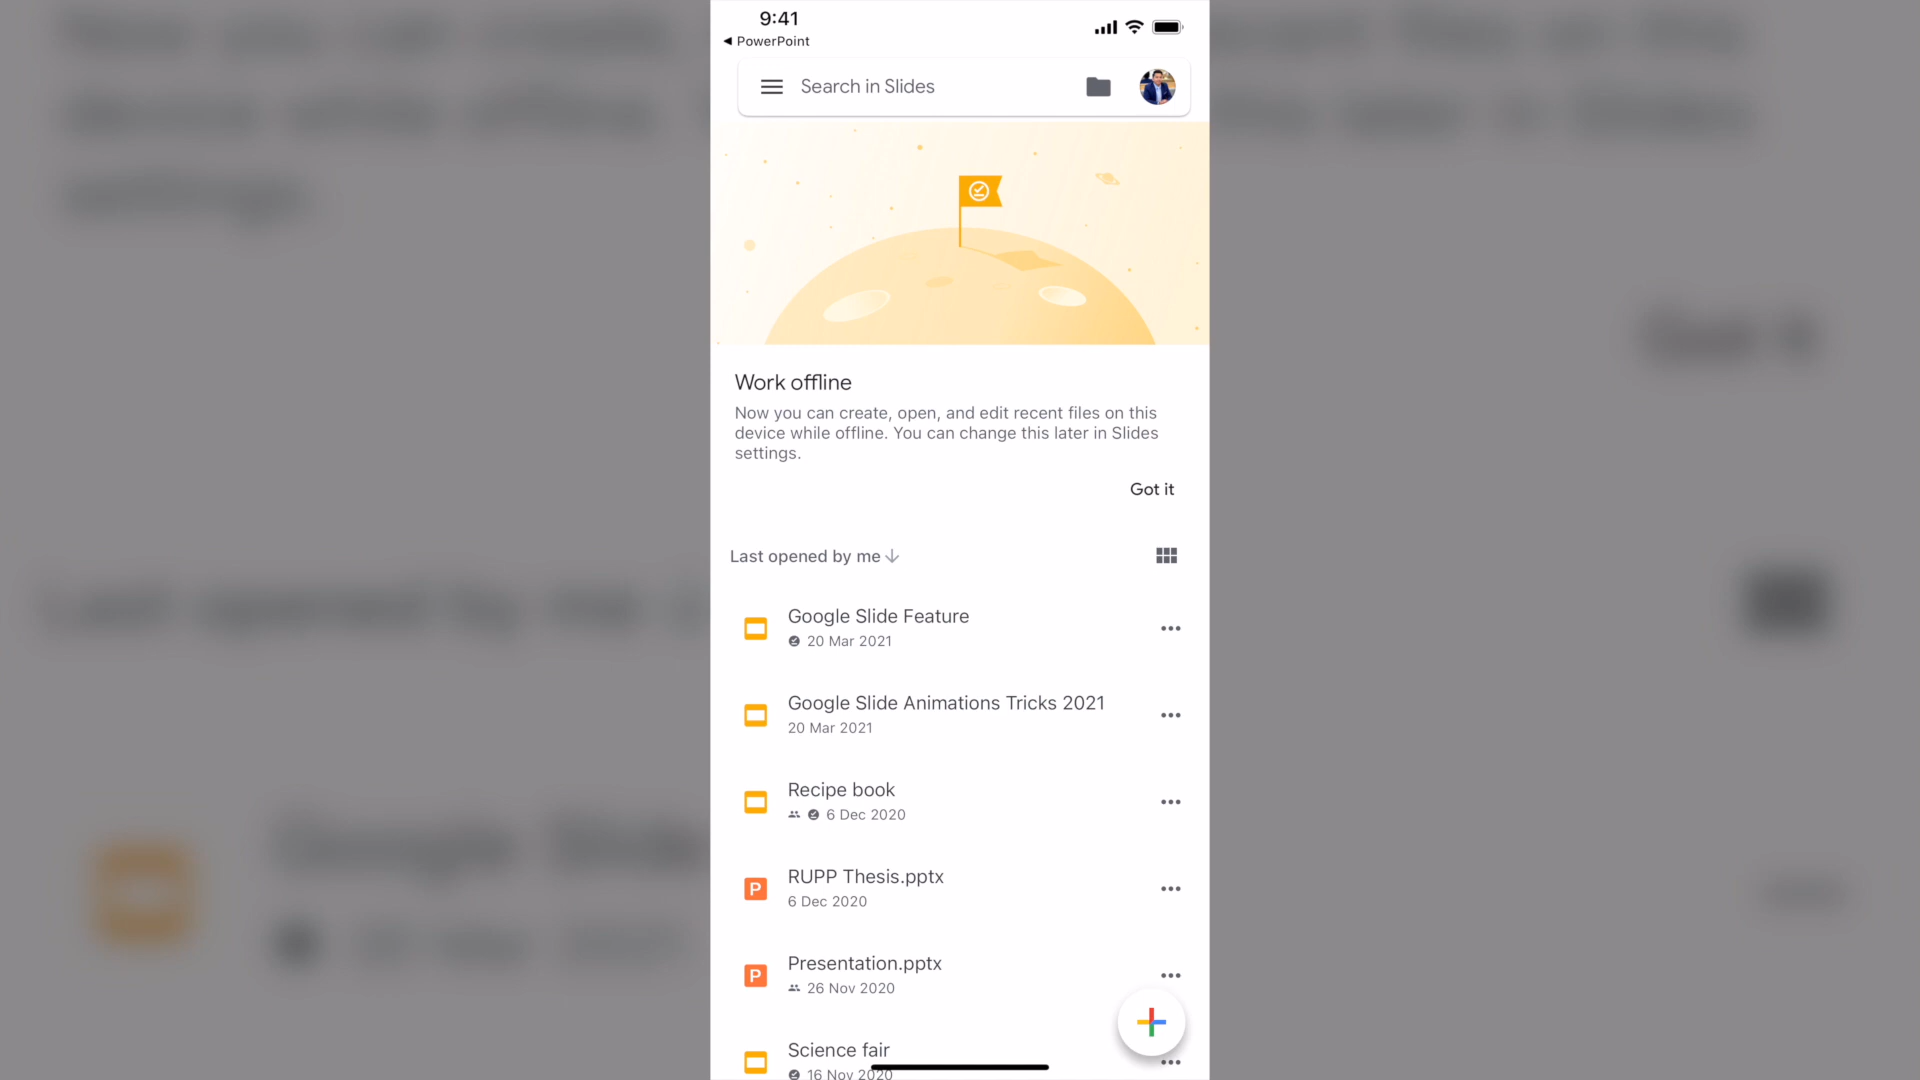 9:41
PowerPoint
Search in Slides
Work offline
Now you can create, open, and edit recent files on this
device while offline. You can change this later in Slides
settings.
Got it
Last opened by me
Google Slide Feature
20 Mar 2021
Google Slide Animations Tricks 2021
20 Mar 2021
Recipe book
6 Dec 2020
P
RUPP Thesis.pptx
6 Dec 2020
P
Presentation.pptx
26 Nov 2020
Science fair
16 Nov 2020